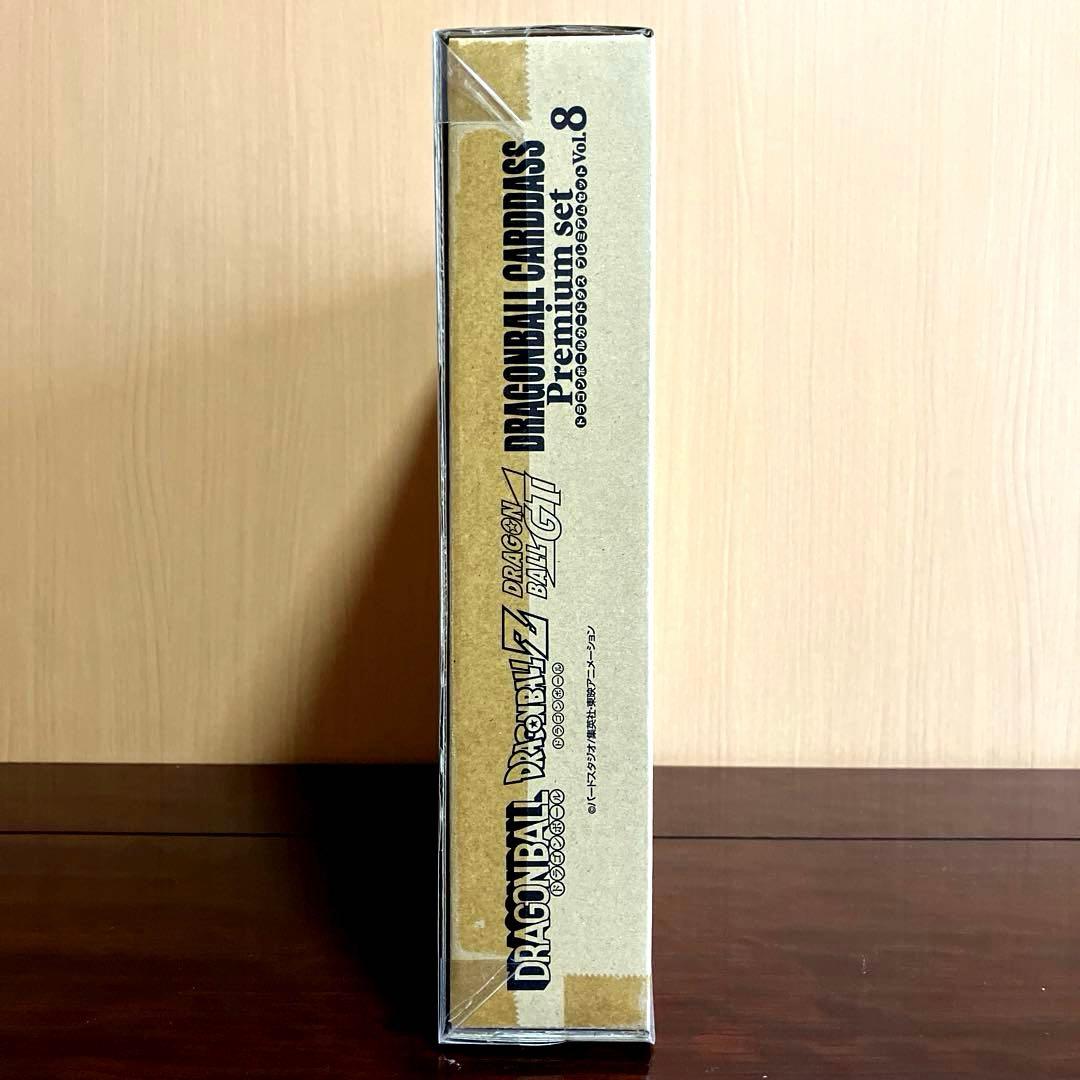 DRAGONBALL
ドラゴンボール
DRAGONBALL Z
ドラゴンボール
DRAGON
BALL GT
DRAGONBALL CARDDASS
Premium set Vol.8
ドラゴンボールカードダス プレミアムセット
©バードスタジオ/集英社・東映アニメーション